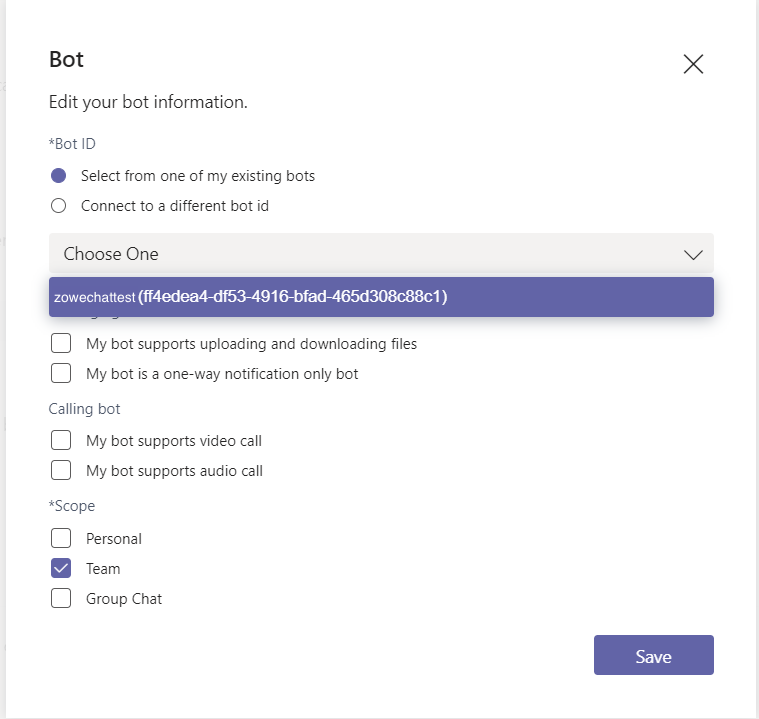 Bot
Edit your bot information.
*Bot ID
Select from one of my existing bots
Connect to a different bot id
Choose One
zowechattest (ff4edea4-df53-4916-bfad-465d308c88c1)
My bot supports uploading and downloading files
My bot is a one-way notification only bot
Calling bot
My bot supports video call
My bot supports audio call
*Scope
Personal
Team
Group Chat
Save